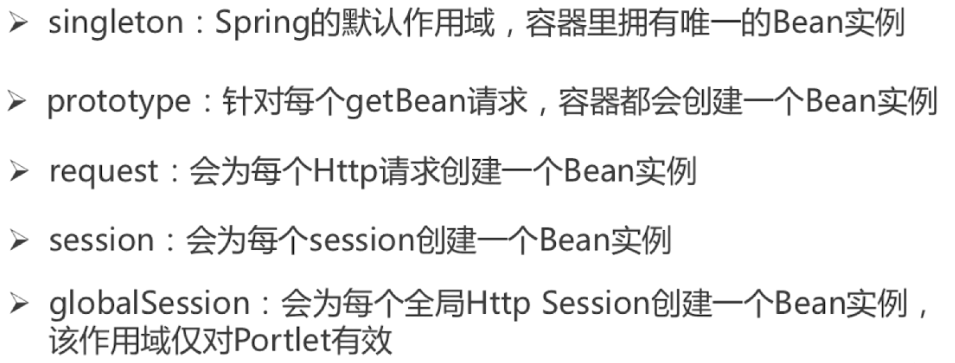 ➢ singleton：Spring的默认作用域，容器里拥有唯一的Bean实例
➢ prototype：针对每个getBean请求，容器都会创建一个Bean实例
➢ request：会为每个Http请求创建一个Bean实例
➢ session：会为每个session创建一个Bean实例
➢ globalSession：会为每个全局Http Session创建一个Bean实例，
该作用域仅对Portlet有效